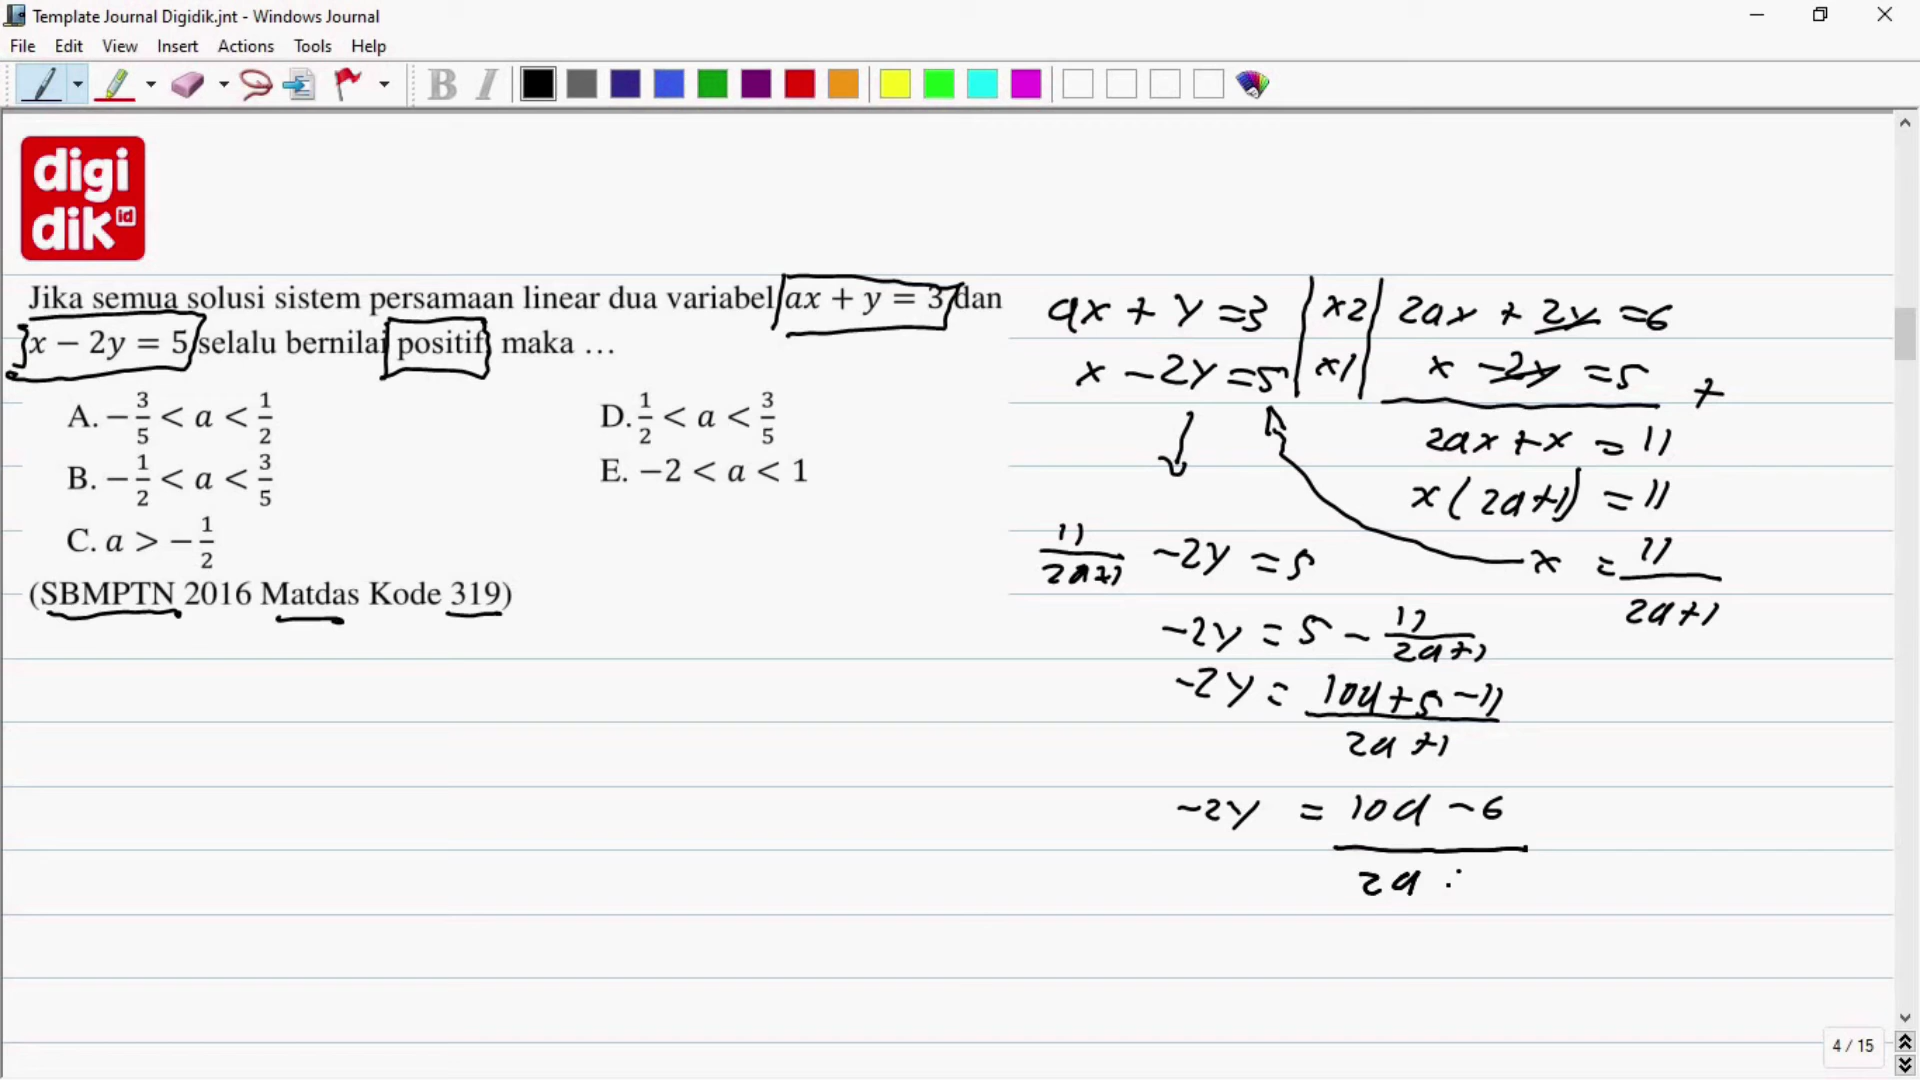 Template Journal Digidik.jnt - Windows Journal
File Edit View Insert Actions Tools Help
B I
digi
dik id
Jika semua solusi sistem persamaan linear dua variabel ax + y = 3 dan
x − 2y = 5 selalu bernilai positif maka …
A. −3/5 < a < 1/2
B. −1/2 < a < 3/5
C. a > −1/2
D. 1/2 < a < 3/5
E. −2 < a < 1
(SBMPTN 2016 Matdas Kode 319)
ax + y = 3 | x2 | 2ax + 2y = 6
x − 2y = 5 | x1 | x − 2y = 5 +
2ax + x = 11
x(2a+1) = 11
x = 11/2a+1
11/2a+1 − 2y = 5
−2y = 5 − 11/2a+1
−2y = 10a + 5 − 11/2a+1
−2y = 10a − 6/2a
4 / 15